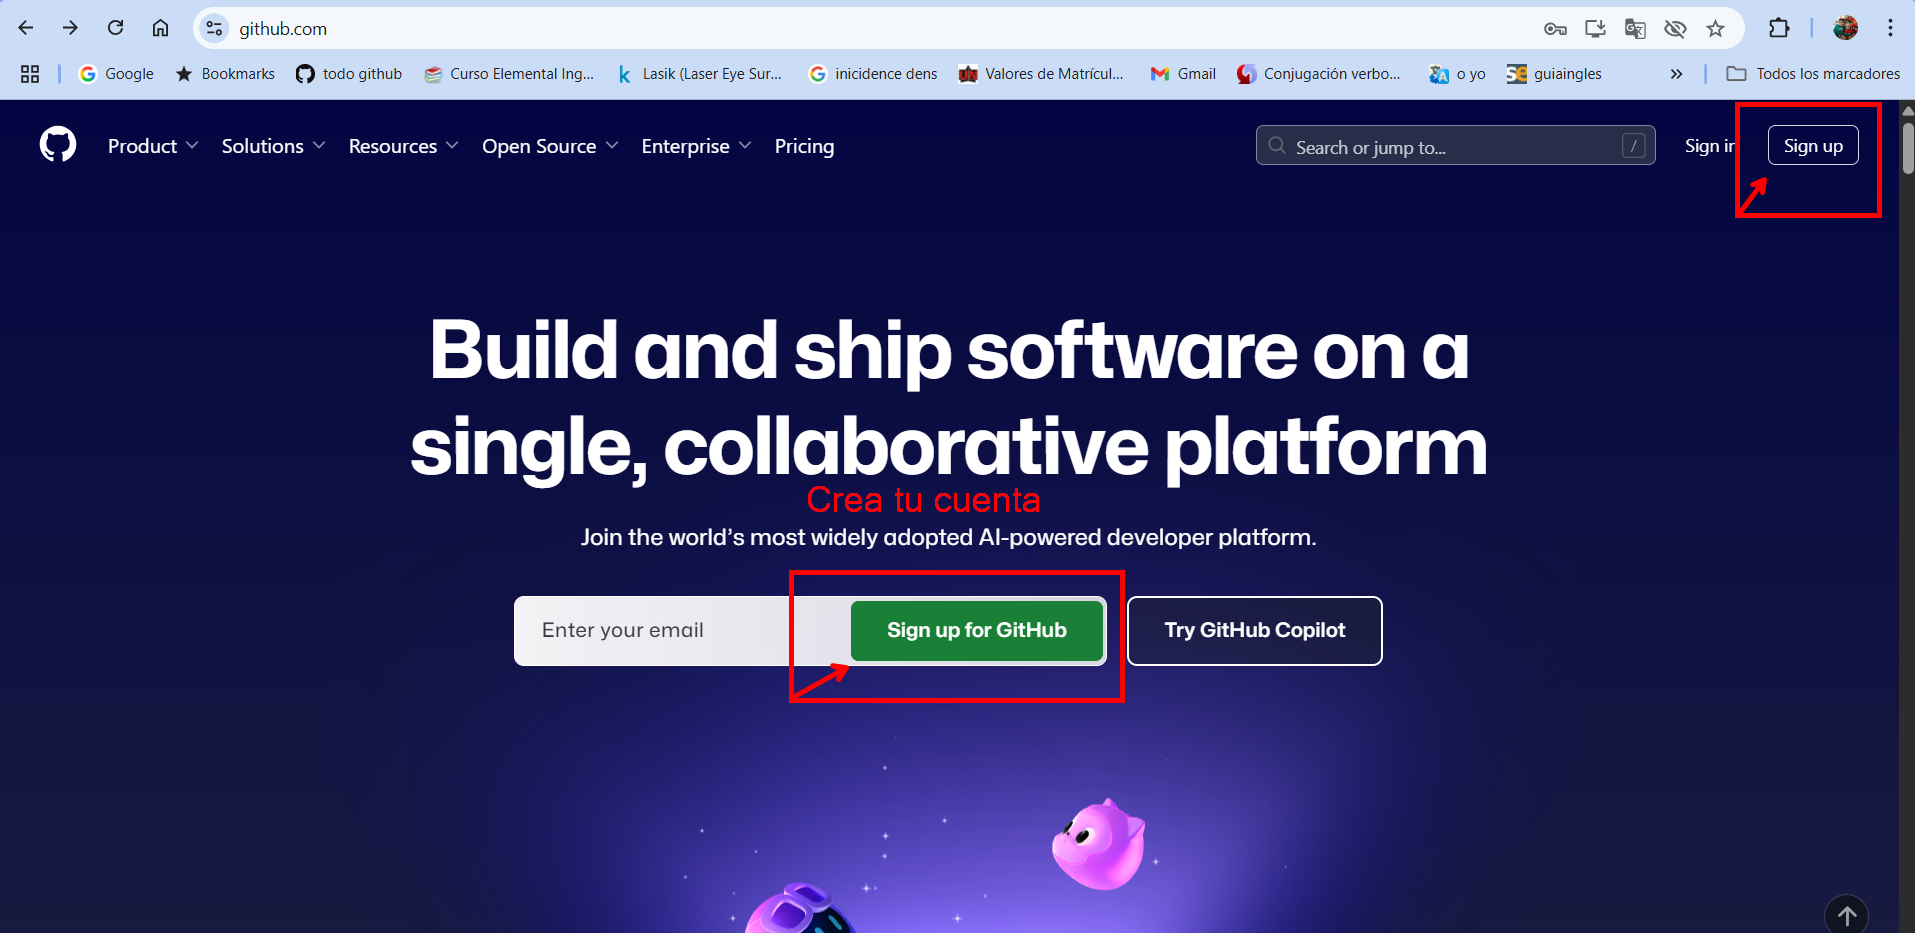 github.com
Google
Bookmarks
todo github
Curso Elemental Ing...
Lasik (Laser Eye Sur...
inicidence dens
Valores de Matrícul...
Gmail
Conjugación verbo...
o yo
guiaingles
»
Todos los marcadores
Product
Solutions
Resources
Open Source
Enterprise
Pricing
Search or jump to...
/
Sign in
Sign up
Build and ship software on a
single, collaborative platform
Crea tu cuenta
Join the world’s most widely adopted AI-powered developer platform.
Enter your email
Sign up for GitHub
Try GitHub Copilot